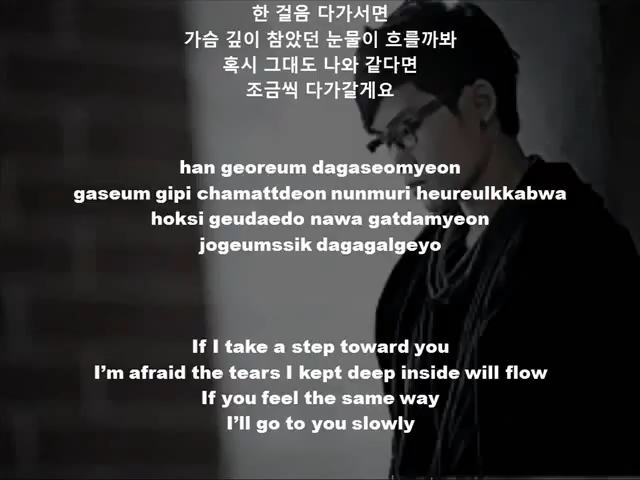 한 걸음 다가서면
가슴 깊이 참았던 눈물이 흐를까봐
혹시 그대도 나와 같다면
조금씩 다가갈게요
han georeum dagaseomyeon
gaseum gipi chamattdeon nunmuri heureulkkabwa
hoksi geudaedo nawa gatdamyeon
jogeumssik dagagalgeyo
If I take a step toward you
I'm afraid the tears I kept deep inside will flow
If you feel the same way
I'll go to you slowly